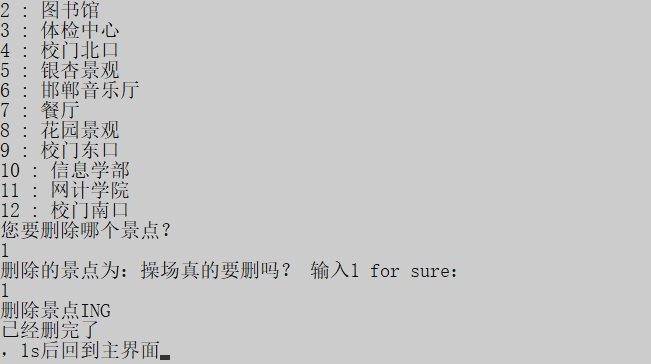 2 : 图书馆
3 : 体检中心
4 : 校门北口
5 : 银杏景观
6 : 邯郸音乐厅
7 : 餐厅
8 : 花园景观
9 : 校门东口
10 : 信息学部
11 : 网计学院
12 : 校门南口
您要删除哪个景点？
1
删除的景点为：操场真的要删吗？ 输入1 for sure：
1
删除景点ING
已经删完了
，1s后回到主界面